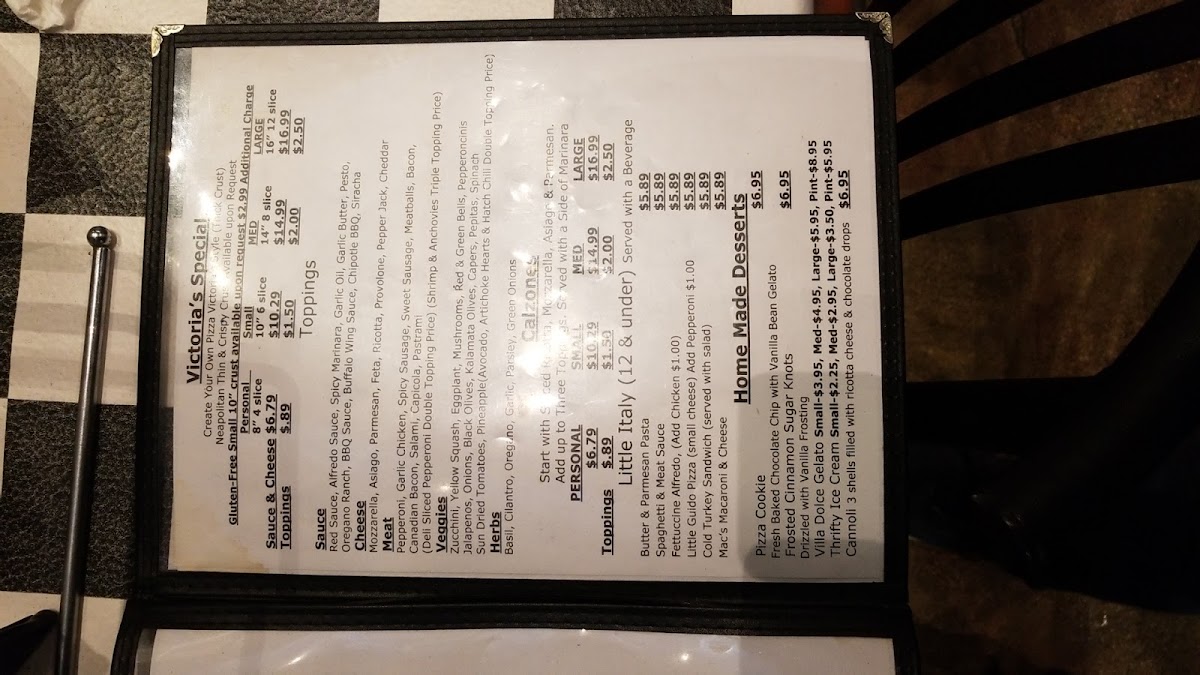 Victoria's Special
Create Your Own Pizza Victoria Style (Thick Crust)
Neapolitan Thin & Crispy Crust Available upon Request
Gluten-Free Small 10" crust available upon request $2.99 Additional Charge
Personal Small MED LARGE
8" 4 slice 10" 6 slice 14" 8 slice 16" 12 slice
Sauce & Cheese $6.79 $10.29 $14.99 $16.99
Toppings $.89 $1.50 $2.00 $2.50
Toppings
Sauce
Red Sauce, Alfredo Sauce, Spicy Marinara, Garlic Oil, Garlic Butter, Pesto,
Oregano Ranch, BBQ Sauce, Buffalo Wing Sauce, Chipotle BBQ, Siracha
Cheese
Mozzarella, Asiago, Parmesan, Feta, Ricotta, Provolone, Pepper Jack, Cheddar
Meat
Pepperoni, Garlic Chicken, Spicy Sausage, Sweet Sausage, Meatballs, Bacon,
Canadian Bacon, Salami, Capicola, Pastrami
(Deli Sliced Pepperoni Double Topping Price) (Shrimp & Anchovies Triple Topping Price)
Veggies
Zucchini, Yellow Squash, Eggplant, Mushrooms, Red & Green Bells, Pepperoncinis
Jalapenos, Onions, Black Olives, Kalamata Olives, Capers, Pepitas, Spinach
Sun Dried Tomatoes, Pineapple(Avocado, Artichoke Hearts & Hatch Chili Double Topping Price)
Herbs
Basil, Cilantro, Oregano, Garlic, Parsley, Green Onions
Calzones
Start with Ricotta, Mozzarella, Asiago & Parmesan.
Add up to Three Toppings. Served with a Side of Marinara
PERSONAL SMALL MED LARGE
$6.79 $10.29 $14.99 $16.99
Toppings $.89 $1.50 $2.00 $2.50
Little Italy (12 & under) Served with a Beverage
Butter & Parmesan Pasta $5.89
Spaghetti & Meat Sauce $5.89
Fettuccine Alfredo, (Add Chicken $1.00) $5.89
Little Guido Pizza (small cheese) Add Pepperoni $1.00 $5.89
Cold Turkey Sandwich (served with salad) $5.89
Mac's Macaroni & Cheese $5.89
Home Made Desserts
Pizza Cookie $6.95
Fresh Baked Chocolate Chip with Vanilla Bean Gelato
Frosted Cinnamon Sugar Knots $6.95
Drizzled with Vanilla Frosting
Villa Dolce Gelato Small-$3.95, Med-$4.95, Large-$5.95, Pint-$8.95
Thrifty Ice Cream Small-$2.25, Med-$2.95, Large-$3.50, Pint-$5.95
Cannoli 3 shells filled with ricotta cheese & chocolate drops $6.95